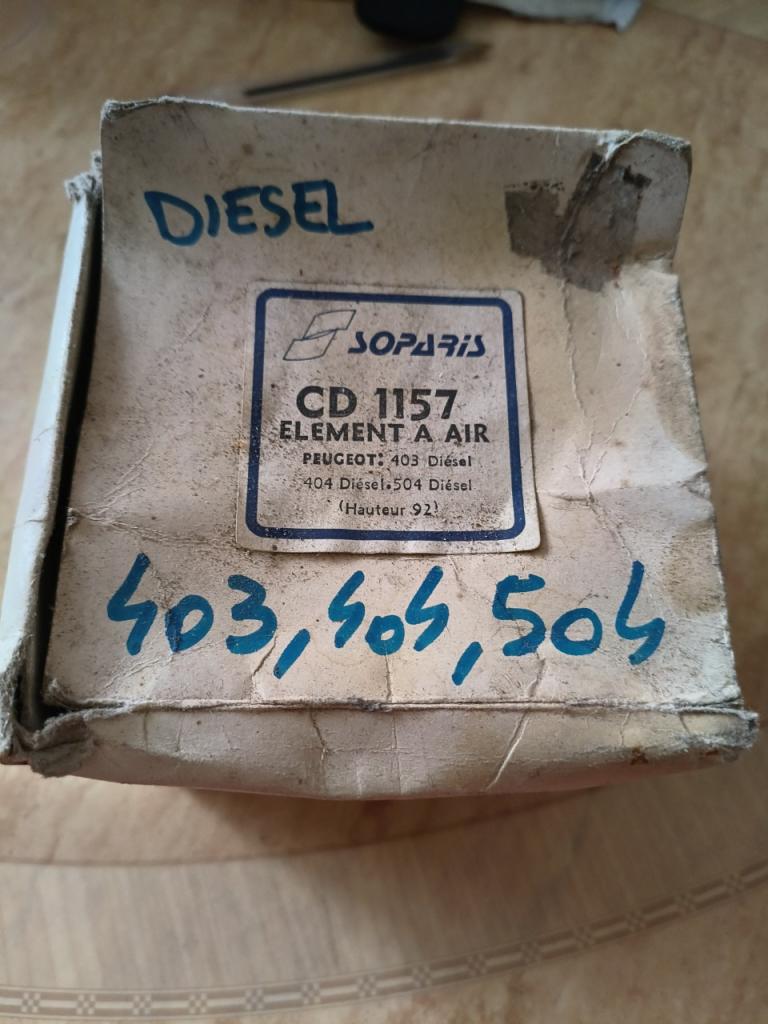 DIESEL
SOPARIS
CD 1157
ELEMENT A AIR
PEUGEOT: 403 Diésel
404 Diésel.504 Diésel
(Hauteur 92)
403, 404, 504